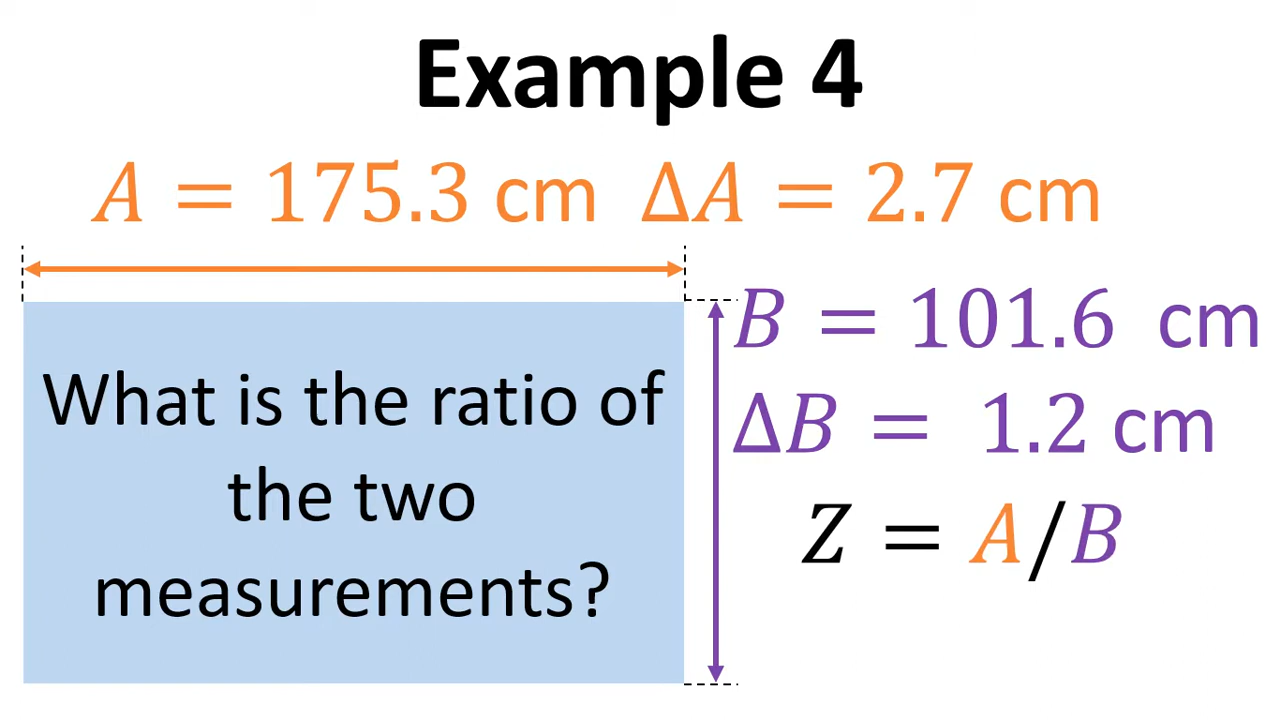 Example 4
A = 175.3 cm ΔA = 2.7 cm
B = 101.6 cm
ΔB = 1.2 cm
Z = A/B
What is the ratio of
the two
measurements?